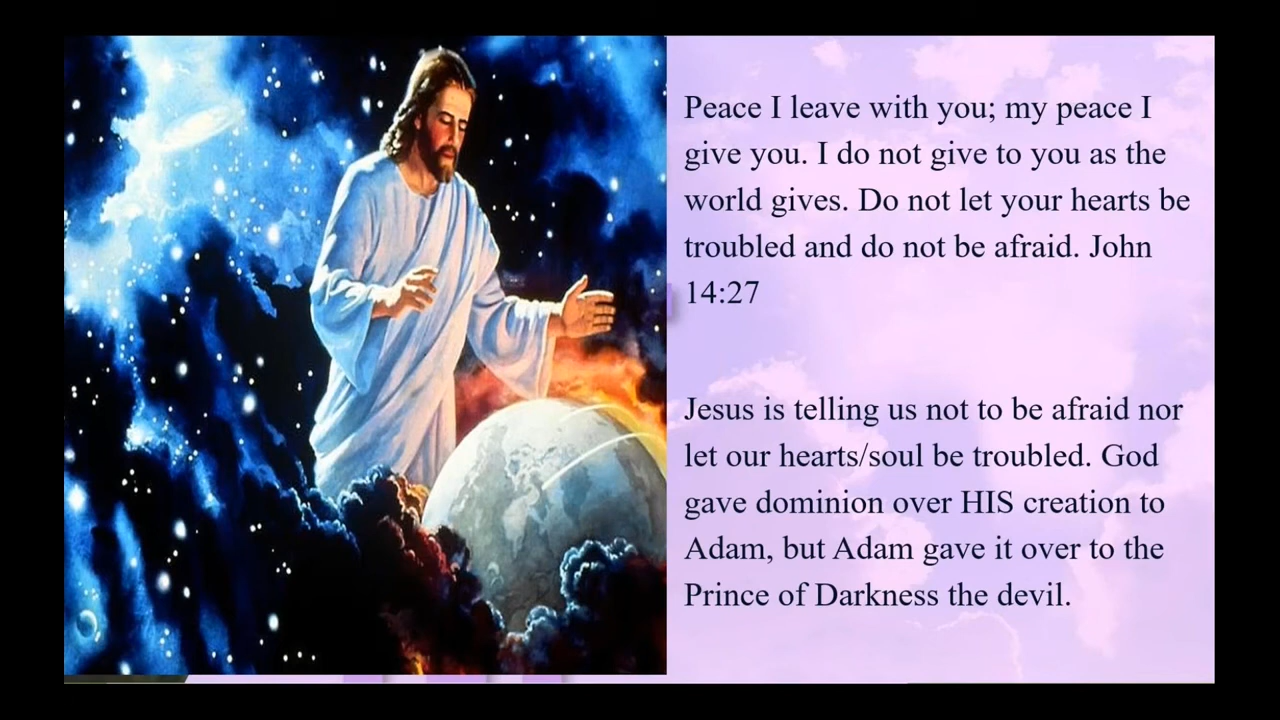 Peace I leave with you; my peace I
give you. I do not give to you as the
world gives. Do not let your hearts be
troubled and do not be afraid. John
14:27
Jesus is telling us not to be afraid nor
let our hearts/soul be troubled. God
gave dominion over HIS creation to
Adam, but Adam gave it over to the
Prince of Darkness the devil.